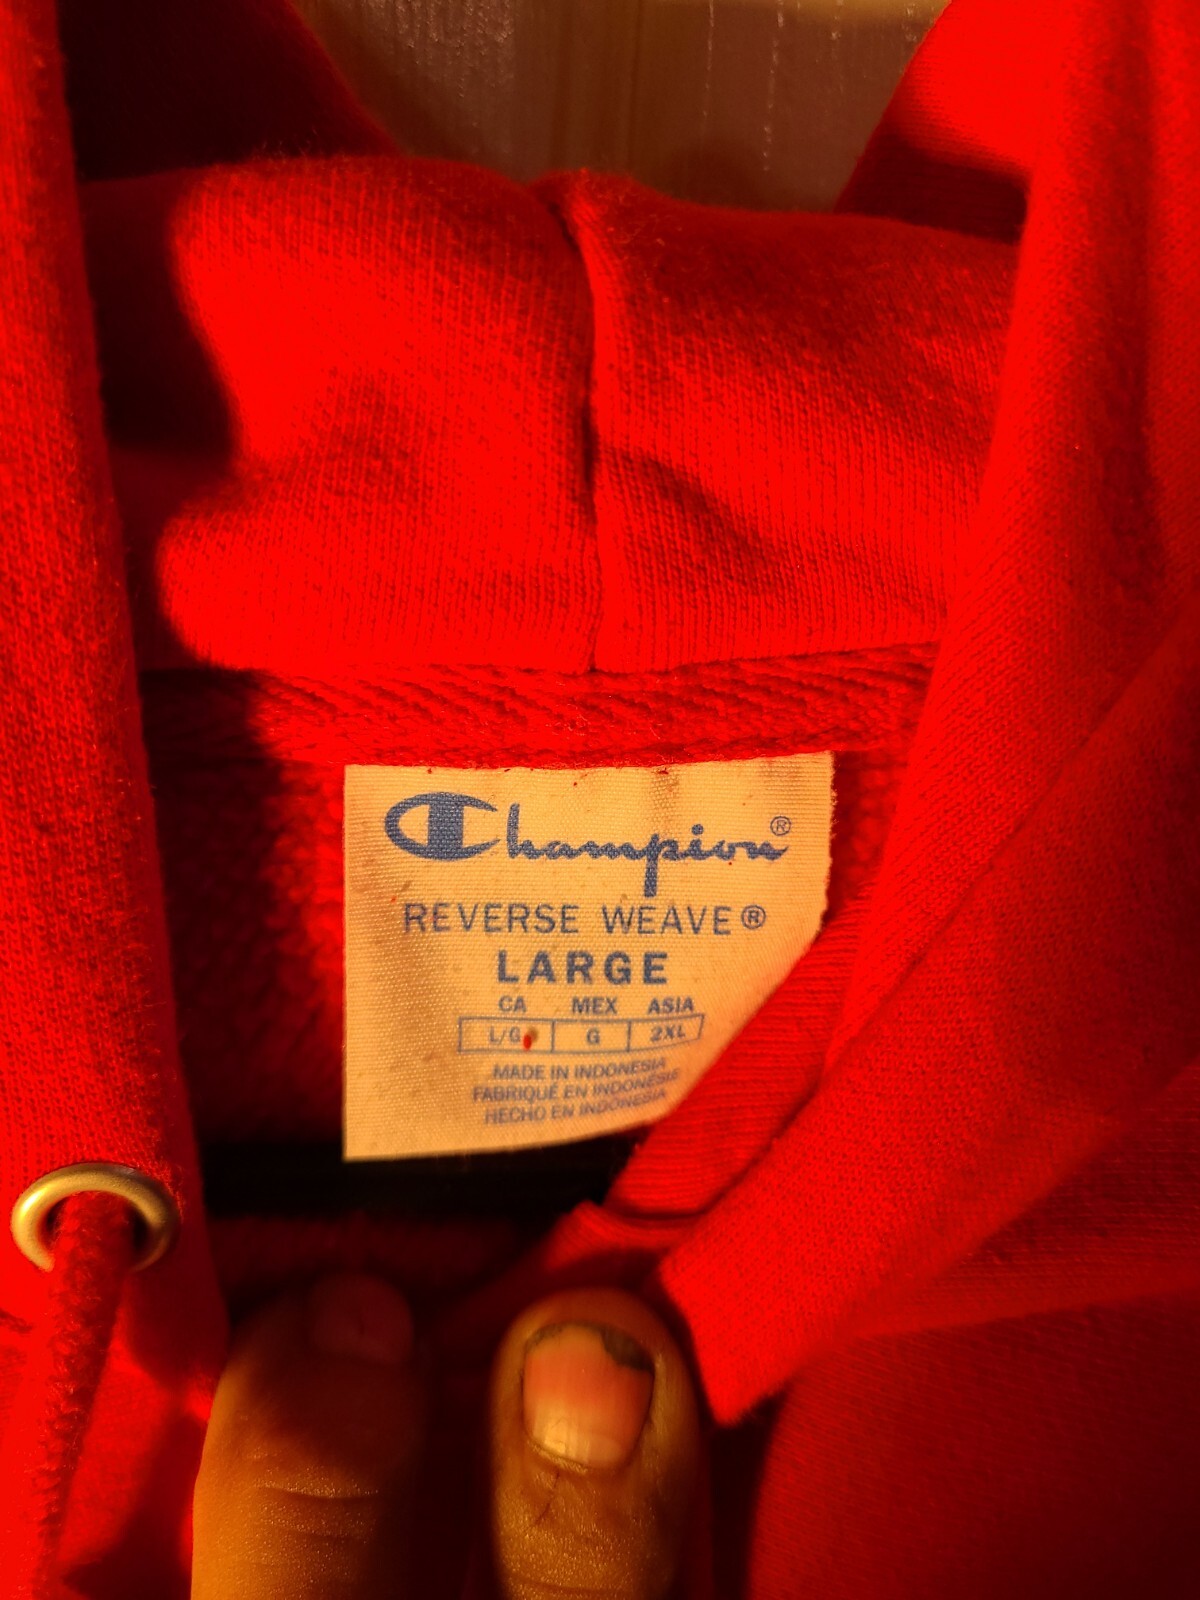 Champion®
REVERSE WEAVE®
LARGE
CA MEX ASIA
L/G G 2XL
MADE IN INDONESIA
FABRIQUÉ EN INDONÉSIE
HECHO EN INDONESIA